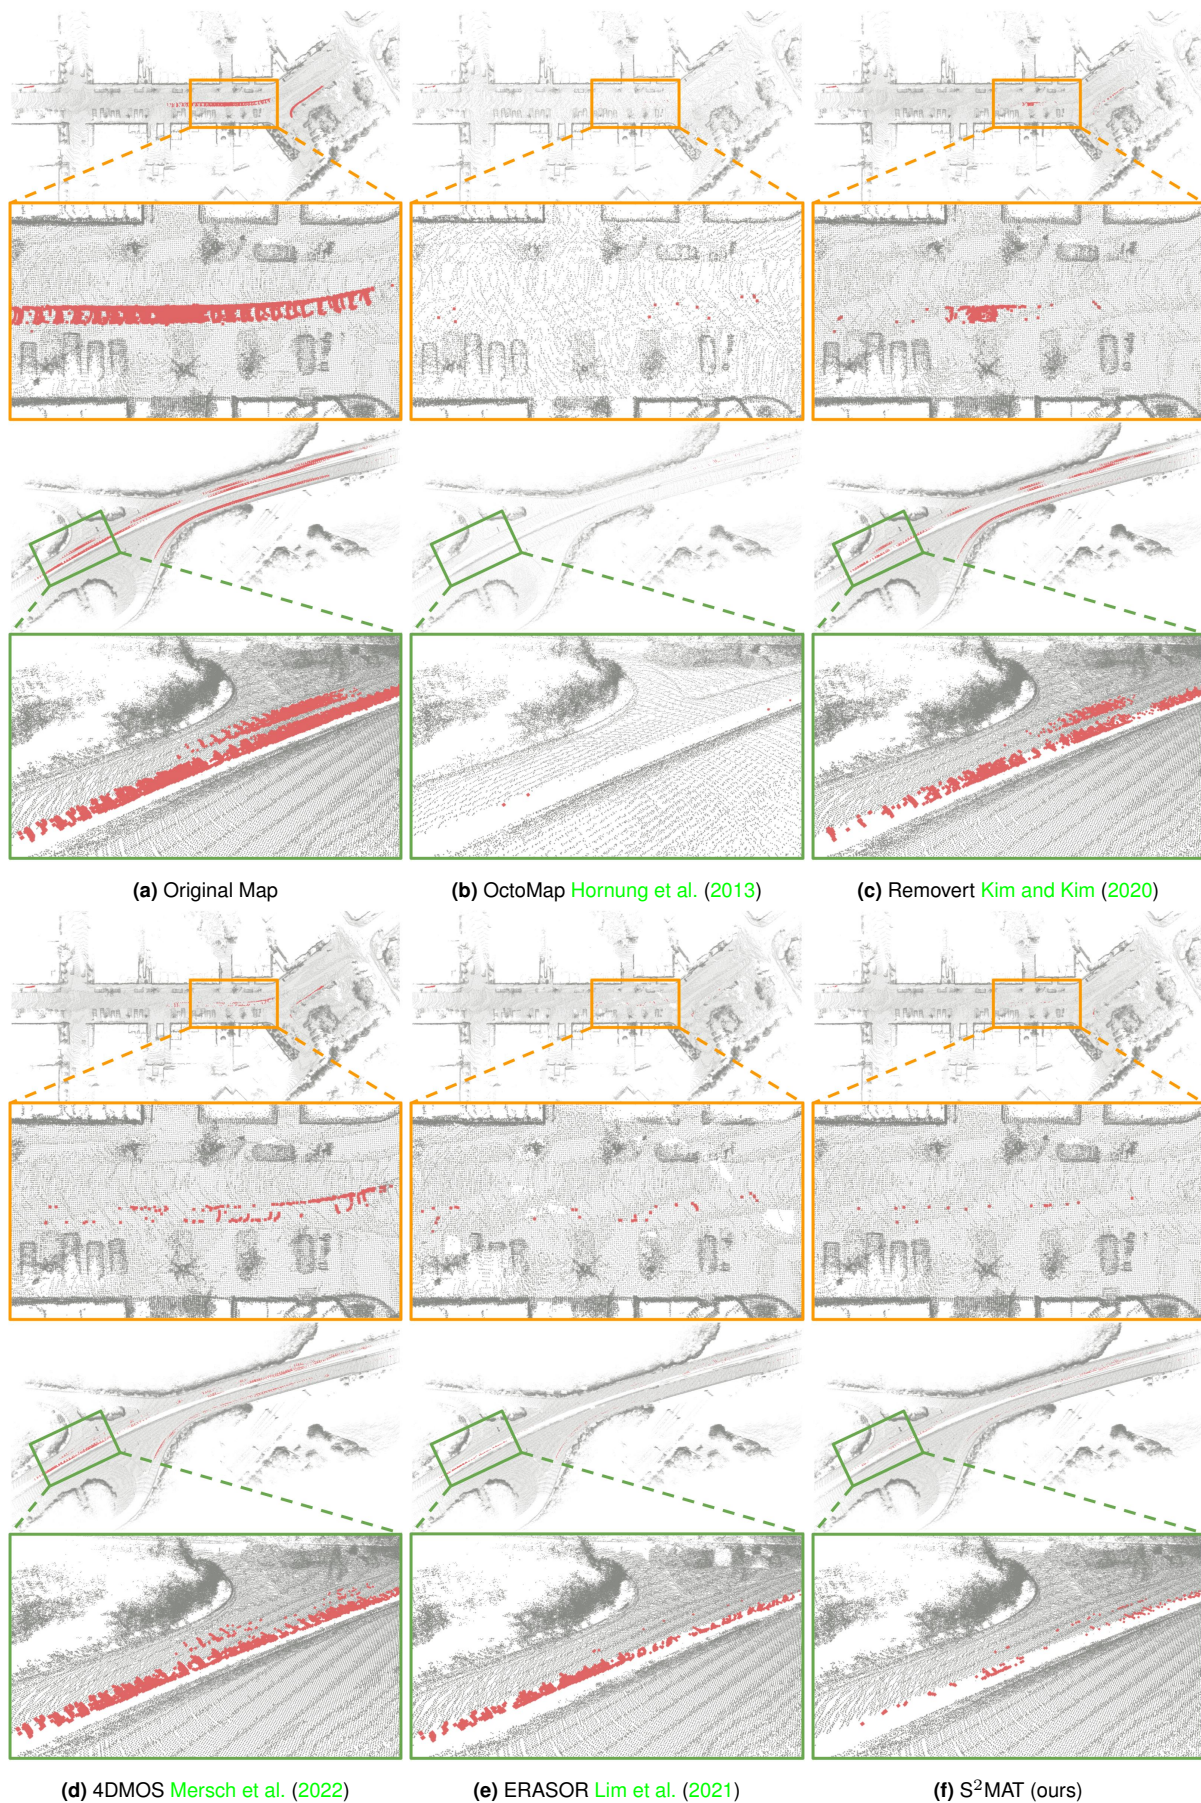 (a) Original Map
(b) OctoMap Hornung et al. (2013)
(c) Removert Kim and Kim (2020)
(d) 4DMOS Mersch et al. (2022)
(e) ERASOR Lim et al. (2021)
(f) S²MAT (ours)